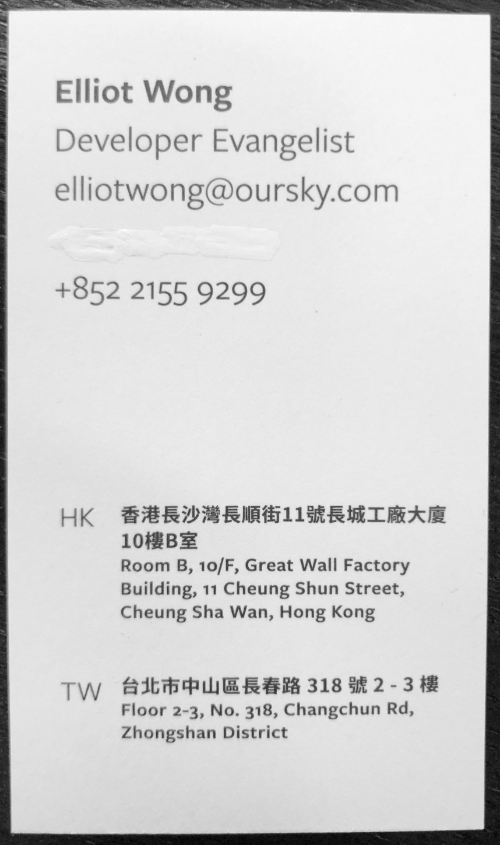 Elliot Wong
Developer Evangelist
elliotwong@oursky.com
+852 2155 9299
HK
香港長沙灣長順街11號長城工廠大廈
10樓B室
Room B, 10/F, Great Wall Factory
Building, 11 Cheung Shun Street,
Cheung Sha Wan, Hong Kong
TW
台北市中山區長春路 318 號 2 - 3 樓
Floor 2-3, No. 318, Changchun Rd,
Zhongshan District